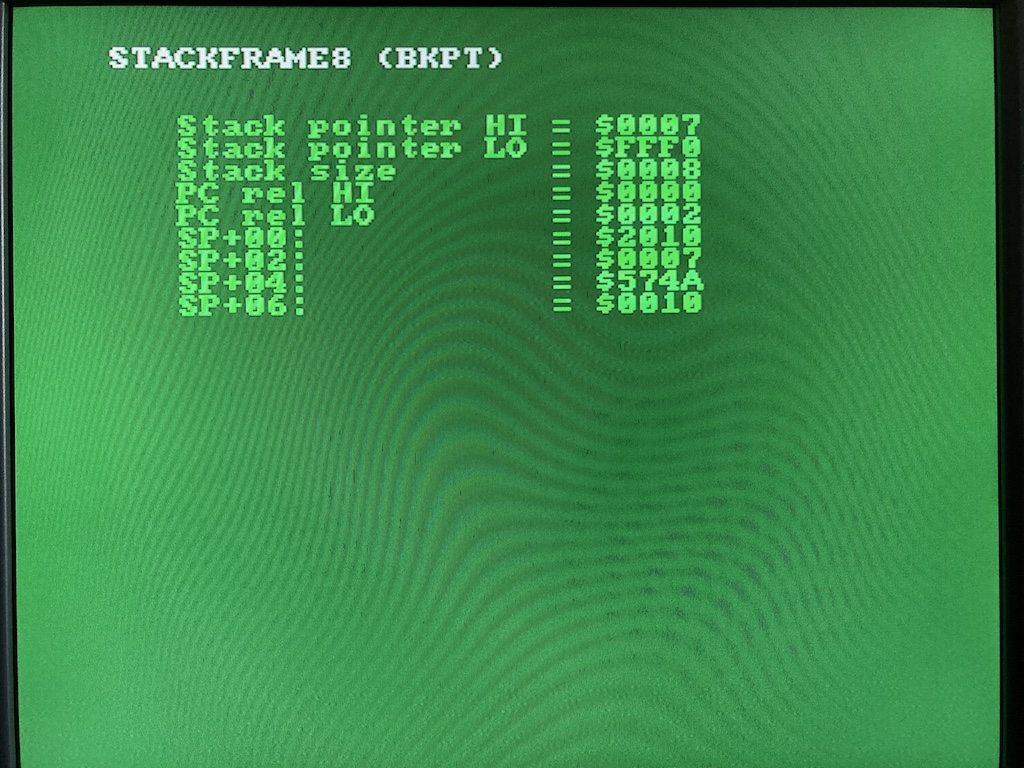 STACKFRAME8 (BKPT)
Stack pointer HI = $0007
Stack pointer LO = $FFF0
Stack size = $0008
PC rel HI = $0000
PC rel LO = $0002
SP+00: = $2010
SP+02: = $0007
SP+04: = $574A
SP+06: = $0010